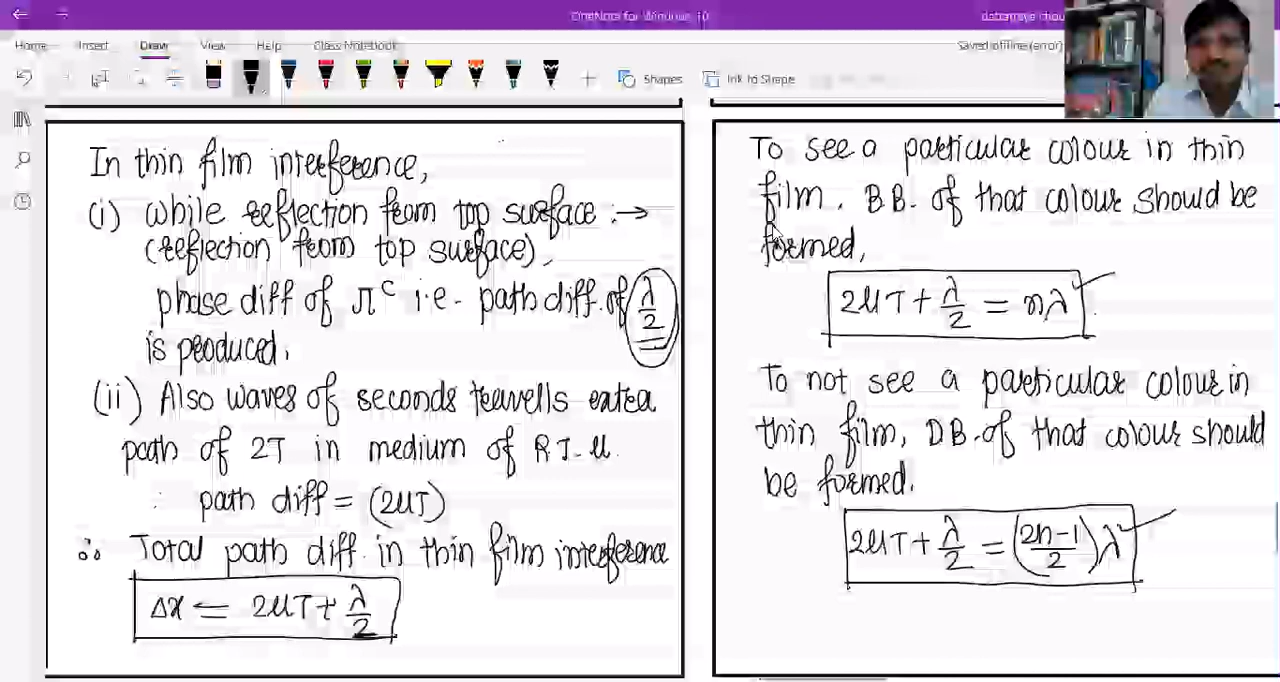 OneNote for Windows 10
Home Insert Draw View Help Class Notebook
Saved offline (error)
Shapes
Ink to Shape
In thin film interference,
(i) while reflection from top surface :→
(reflection from top surface),
phase diff of πᶜ i.e- path diff. of λ/2
is produced.
(ii) Also waves of seconds travells extra
path of 2T in medium of R.I. μ.
∴ path diff = (2μT)
∴ Total path diff. in thin film interference
Δx = 2μT + λ/2
To see a particular colour in thin
film, B.B. of that colour should be
formed,
2μT + λ/2 = nλ
To not see a particular colour in
thin film, D.B. of that colour should
be formed.
2μT + λ/2 = (2n-1/2)λ